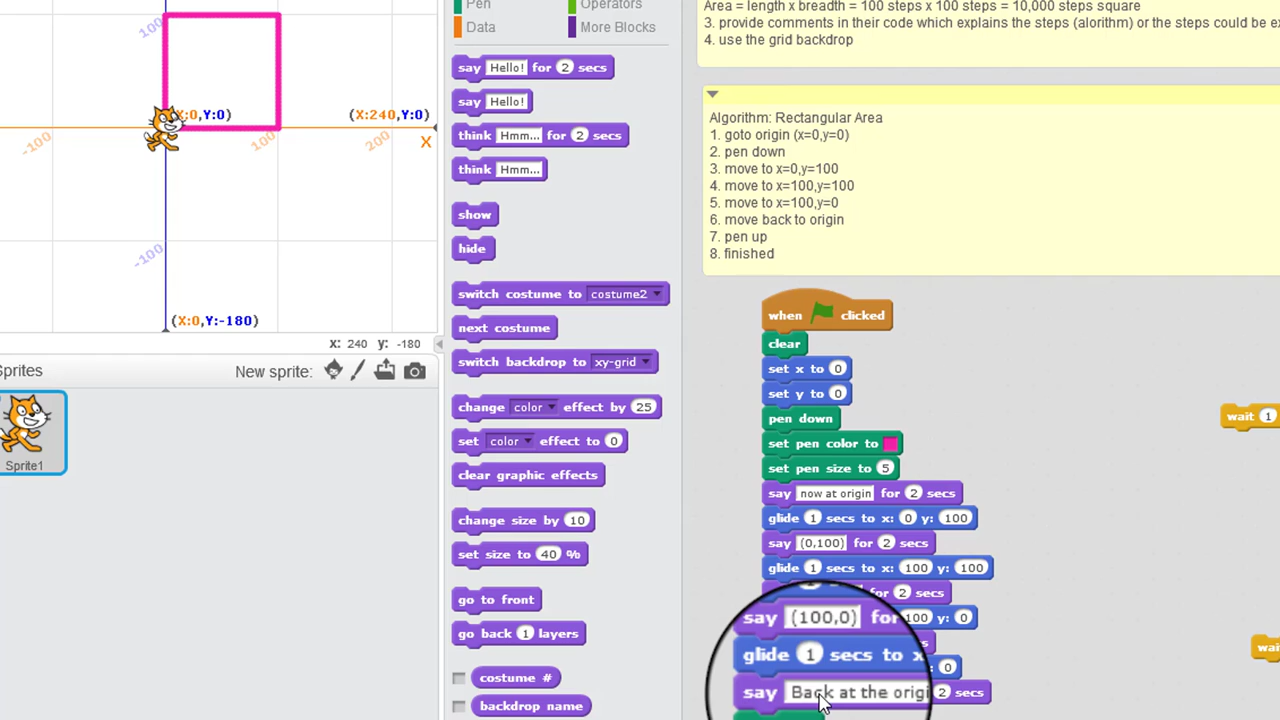 Pen
Operators
Data
More Blocks
100
X:0,Y:0)
(X:240,Y:0)
-100
100
200
X
-100
(X:0,Y:-180)
x: 240 y: -180
Sprites
New sprite:
Sprite1
say Hello! for 2 secs
say Hello!
think Hmm... for 2 secs
think Hmm...
show
hide
switch costume to costume2
next costume
switch backdrop to xy-grid
change color effect by 25
set color effect to 0
clear graphic effects
change size by 10
set size to 40 %
go to front
go back 1 layers
costume #
backdrop name
Area = length x breadth = 100 steps x 100 steps = 10,000 steps square
3. provide comments in their code which explains the steps (alorithm) or the steps could be
4. use the grid backdrop
Algorithm: Rectangular Area
1. goto origin (x=0,y=0)
2. pen down
3. move to x=0,y=100
4. move to x=100,y=100
5. move to x=100,y=0
6. move back to origin
7. pen up
8. finished
when clicked
clear
set x to 0
set y to 0
pen down
set pen color to
set pen size to 5
say now at origin for 2 secs
glide 1 secs to x: 0 y: 100
say (0,100) for 2 secs
glide 1 secs to x: 100 y: 100
for 2 secs
say (100,0) for 100 y: 0
glide 1 secs to x : 0
say Back at the origi 2 secs
wait 1
wai